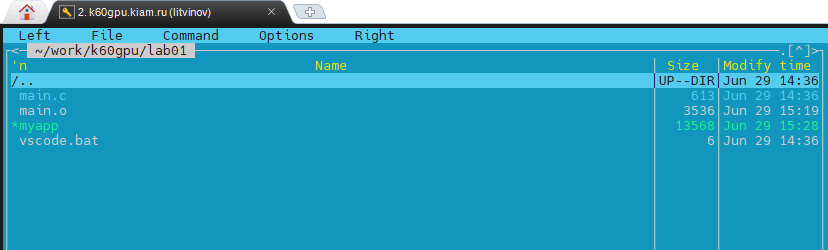 2. k60gpu.kiam.ru (litvinov)
Left File Command Options Right
<─ ~/work/k60gpu/lab01 .[^]>
'n Name Size Modify time
/.. UP--DIR Jun 29 14:36
main.c 613 Jun 29 14:36
main.o 3536 Jun 29 15:19
*myapp 13568 Jun 29 15:28
vscode.bat 6 Jun 29 14:36